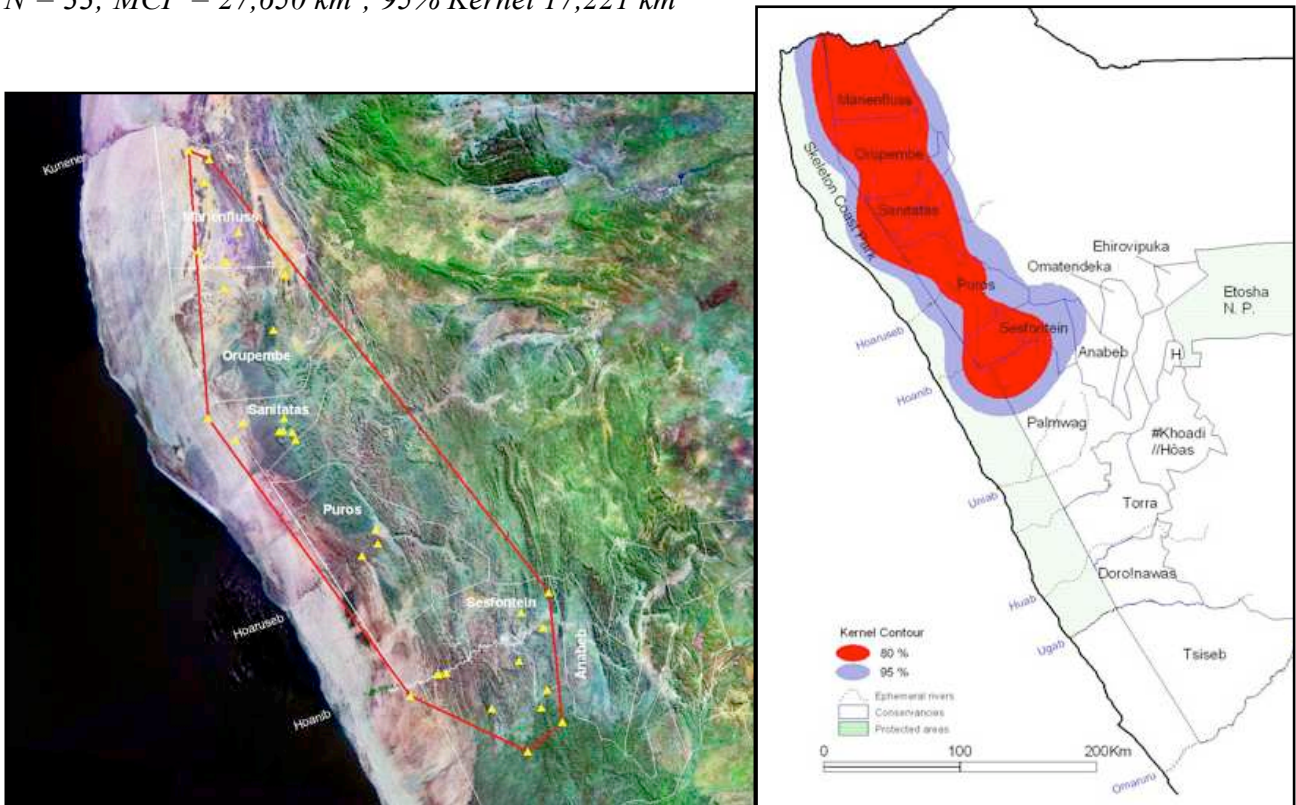 N = 33; MCP = 27,650 km², 95% Kernel 17,221 km²
Kunene
Marienfluss
Orupembe
Sanitatas
Puros
Hoaruseb
Sesfontein
Anabeb
Hoanib
Marienfluss
Orupembe
Skeleton Coast Park
Sanitatas
Ehirovipuka
Omatendeka
Puros
Etosha
N. P.
Sesfontein
Hoaruseb
Anabeb
H
Hoanib
Palmwag
#Khoadi
//Hôas
Uniab
Torra
Doro!nawas
Huab
Kernel Contour
80 %
95 %
Ugab
Tsiseb
Ephemeral rivers
Conservancies
Protected areas
0 100 200Km
Omaruru